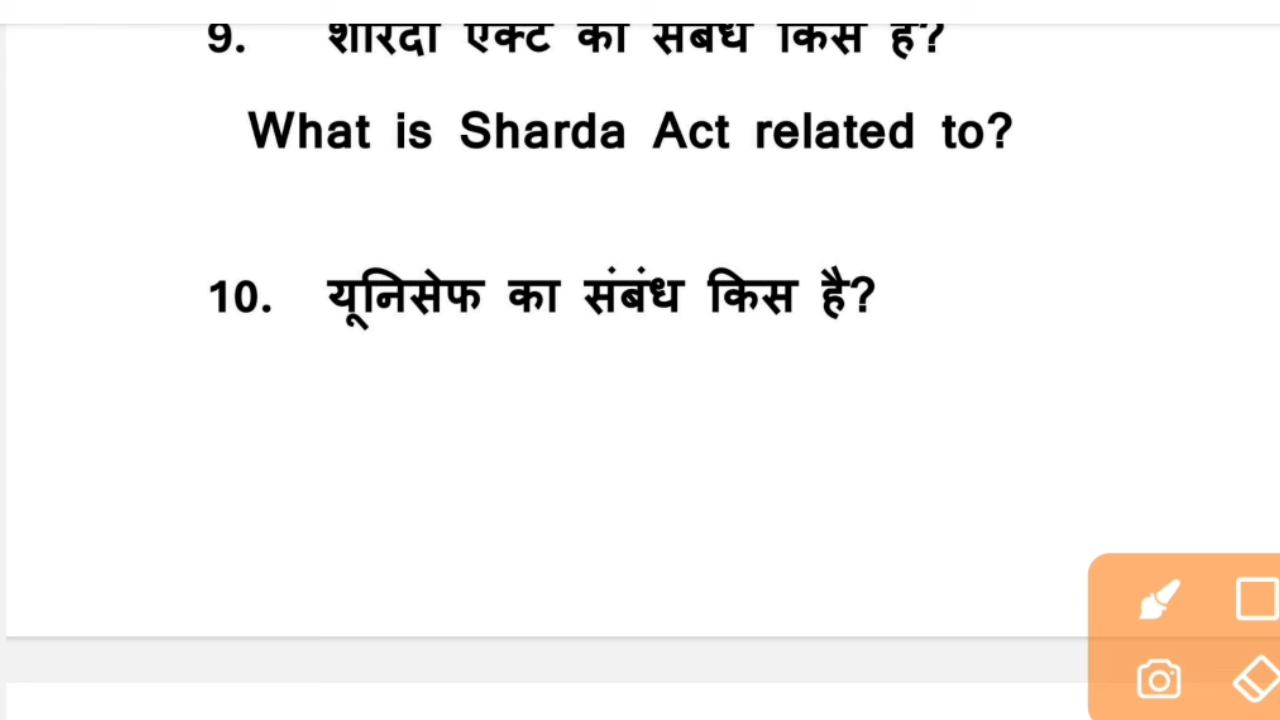 9. शारदा एक्ट का संबंध किस है?
What is Sharda Act related to?
10. यूनिसेफ का संबंध किस है?